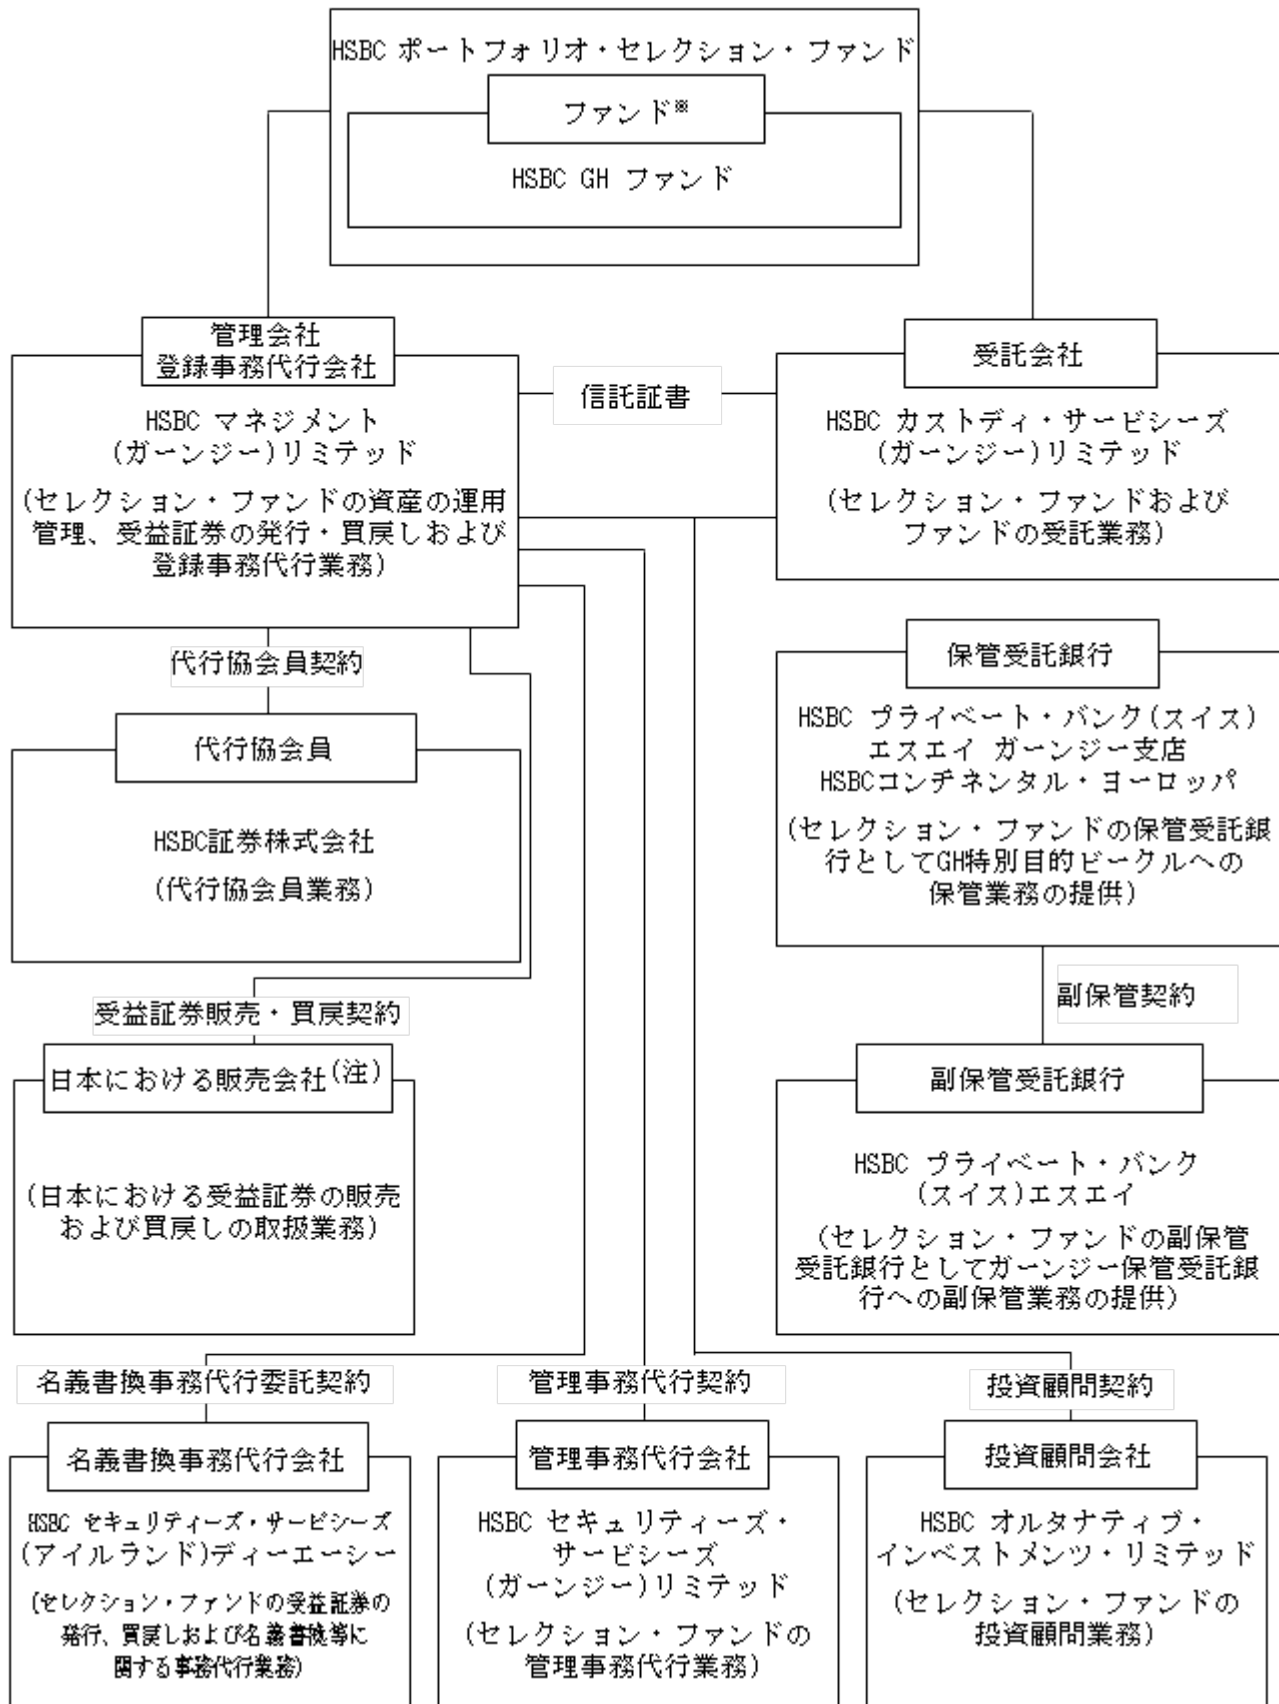 HSBC ポートフォリオ・セレクション・ファンド
ファンド※
HSBC GH ファンド
管理会社
登録事務代行会社
HSBC マネジメント
(ガーンジー)リミテッド
(セレクション・ファンドの資産の運用
管理、受益証券の発行・買戻しおよび
登録事務代行業務)
信託証書
受託会社
HSBC カストディ・サービシーズ
(ガーンジー)リミテッド
(セレクション・ファンドおよび
ファンドの受託業務)
代行協会員契約
代行協会員
HSBC証券株式会社
(代行協会員業務)
保管受託銀行
HSBC プライベート・バンク(スイス)
エスエイ ガーンジー支店
HSBCコンチネンタル・ヨーロッパ
(セレクション・ファンドの保管受託銀
行としてGH特別目的ビークルへの
保管業務の提供)
副保管契約
受益証券販売・買戻契約
日本における販売会社(注)
(日本における受益証券の販売
および買戻しの取扱業務)
副保管受託銀行
HSBC プライベート・バンク
(スイス)エスエイ
(セレクション・ファンドの副保管
受託銀行としてガーンジー保管受託銀
行への副保管業務の提供)
名義書換事務代行委託契約
名義書換事務代行会社
HSBC セキュリティーズ・サービシーズ
(アイルランド)ディーエーシー
(セレクション・ファンドの受益証券の
発行、買戻しおよび名義書換等に
関する事務代行業務)
管理事務代行契約
管理事務代行会社
HSBC セキュリティーズ・
サービシーズ
(ガーンジー)リミテッド
(セレクション・ファンドの
管理事務代行業務)
投資顧問契約
投資顧問会社
HSBC オルタナティブ・
インベストメンツ・リミテッド
(セレクション・ファンドの
投資顧問業務)